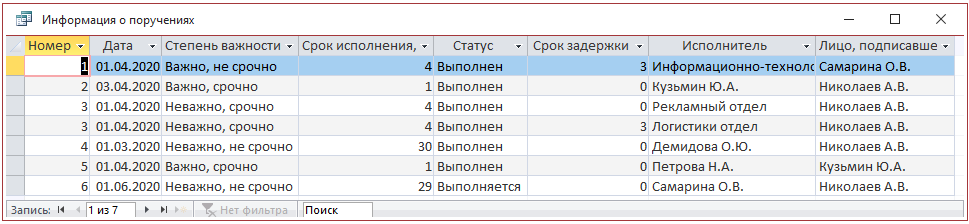 Информация о поручениях
Номер Дата Степень важности Срок исполнения, Статус Срок задержки Исполнитель Лицо, подписавше
1 01.04.2020 Важно, не срочно 4 Выполнен 3 Информационно-техноло Самарина О.В.
2 03.04.2020 Важно, срочно 1 Выполнен 0 Кузьмин Ю.А. Николаев А.В.
3 01.04.2020 Неважно, срочно 4 Выполнен 0 Рекламный отдел Николаев А.В.
3 01.04.2020 Неважно, срочно 4 Выполнен 3 Логистики отдел Николаев А.В.
4 01.03.2020 Неважно, не срочно 30 Выполнен 0 Демидова О.Ю. Николаев А.В.
5 01.04.2020 Важно, срочно 1 Выполнен 0 Петрова Н.А. Кузьмин Ю.А.
6 01.06.2020 Неважно, не срочно 29 Выполняется 0 Самарина О.В. Николаев А.В.
Запись: 1 из 7 Нет фильтра Поиск